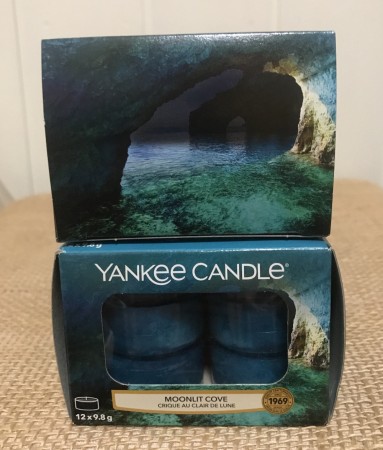 YANKEE CANDLE®
MOONLIT COVE
CRIQUE AU CLAIR DE LUNE
1969
12 x 9.8 g